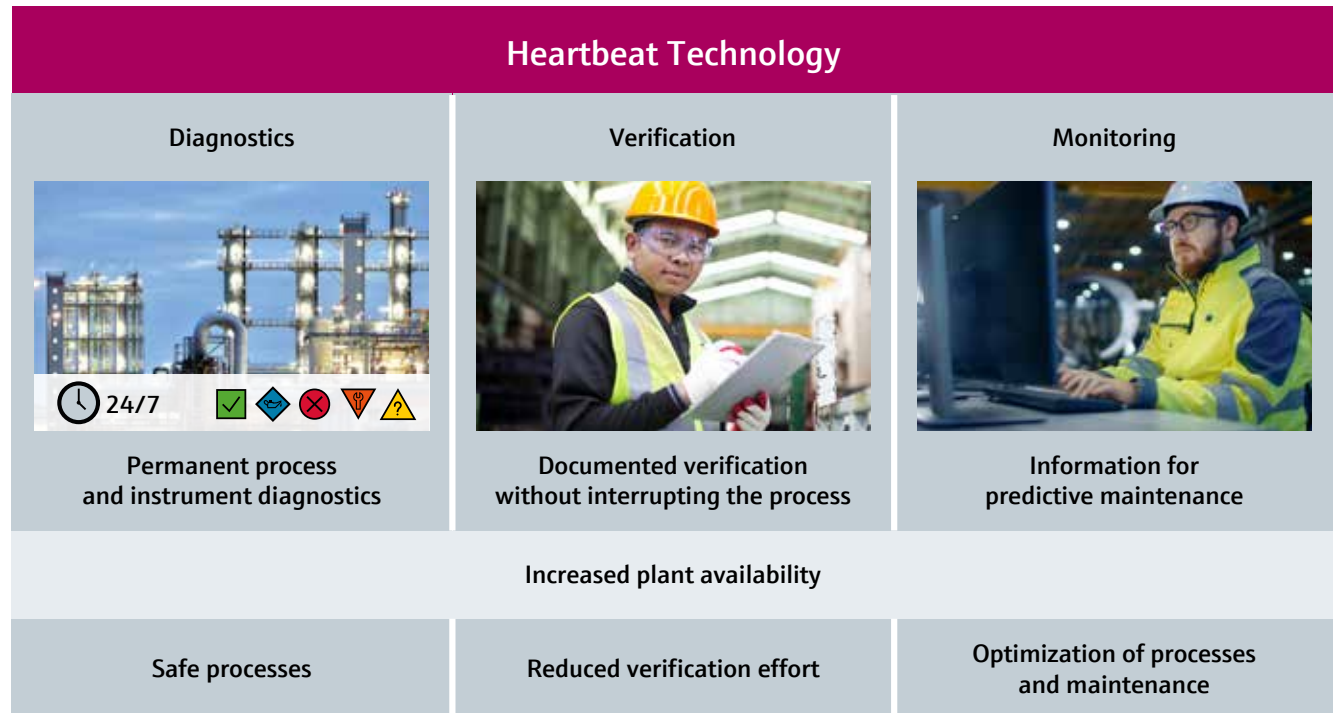 Heartbeat Technology
Diagnostics
Verification
Monitoring
24/7
?
Permanent process
and instrument diagnostics
Documented verification
without interrupting the process
Information for
predictive maintenance
Increased plant availability
Safe processes
Reduced verification effort
Optimization of processes
and maintenance